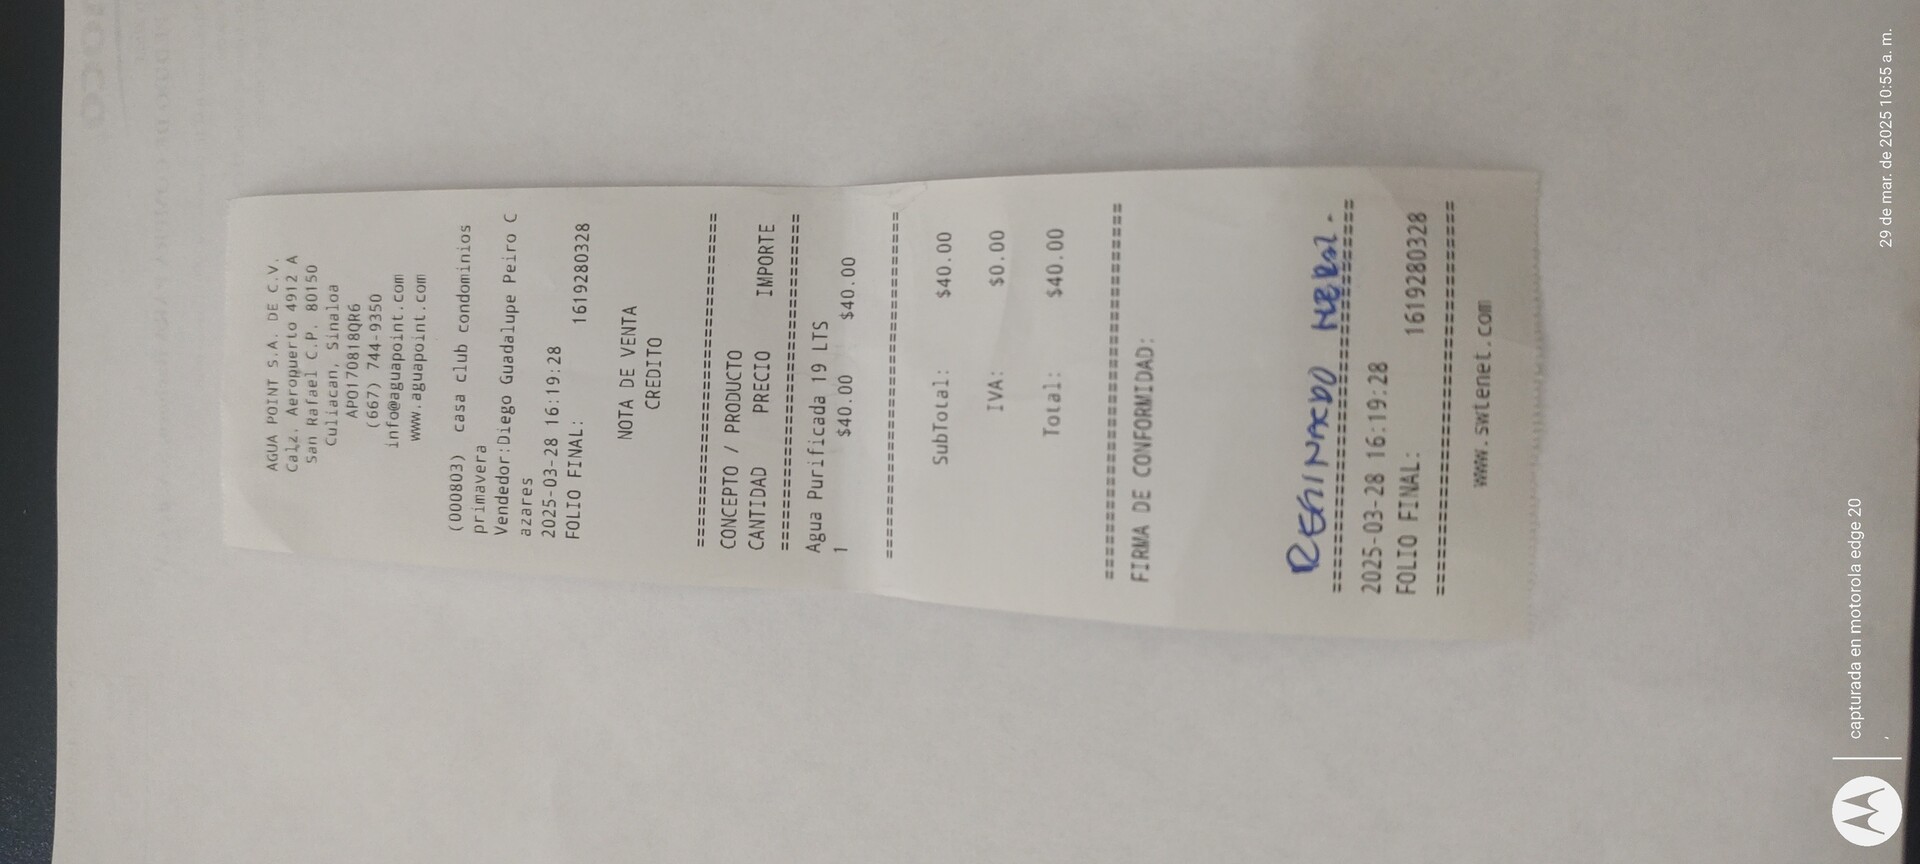 AGUA POINT S.A. DE C.V.
Calz. Aeropuerto 4912 A
San Rafael C.P. 80150
Culiacan, Sinaloa
APO170818QR6
(667) 744-9350
info@aguapoint.com
www.aguapoint.com
(000803) casa club condominios
primavera
Vendedor:Diego Guadalupe Peiro C
azares
2025-03-28 16:19:28
FOLIO FINAL: 1619280328
NOTA DE VENTA
CREDITO
================================
CONCEPTO / PRODUCTO
CANTIDAD PRECIO IMPORTE
================================
Agua Purificada 19 LTS
1 $40.00 $40.00
================================
SubTotal: $40.00
IVA: $0.00
Total: $40.00
================================
FIRMA DE CONFORMIDAD:
REGINALDO
================================
2025-03-28 16:19:28
FOLIO FINAL: 1619280328
================================
www.swtenet.com
capturada en motorola edge 20
29 de mar. de 2025 10:55 a. m.